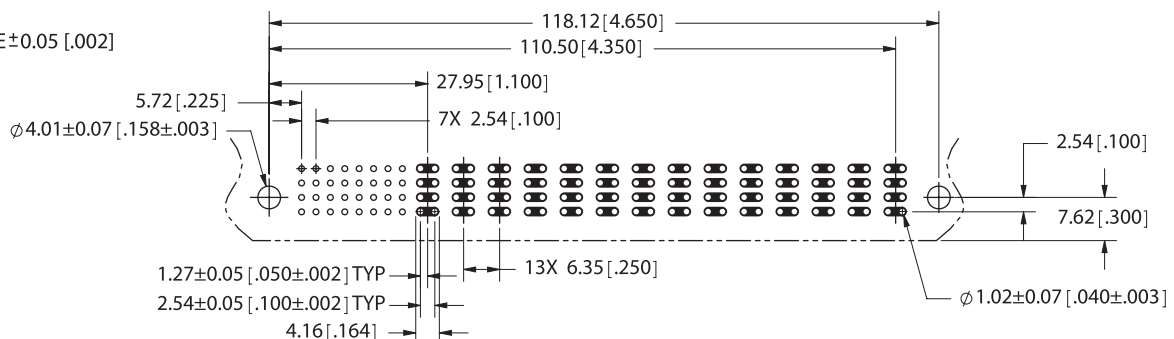 118.12[4.650]
E±0.05 [.002]
110.50[4.350]
27.95[1.100]
5.72[.225]
7X 2.54[.100]
⌀4.01±0.07[.158±.003]
2.54[.100]
7.62[.300]
1.27±0.05[.050±.002]TYP
13X 6.35[.250]
2.54±0.05[.100±.002]TYP
⌀1.02±0.07[.040±.003]
4.16[.164]